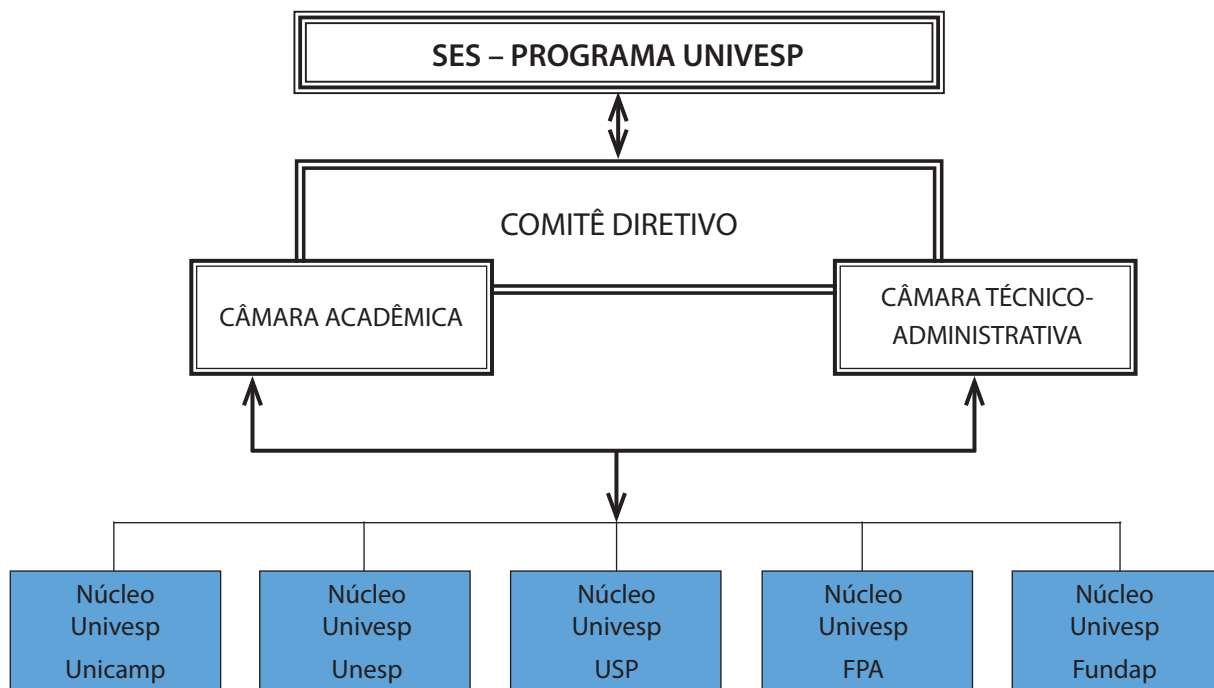 SES – PROGRAMA UNIVESP
COMITÊ DIRETIVO
CÂMARA ACADÊMICA
CÂMARA TÉCNICO-
ADMINISTRATIVA
Núcleo
Univesp
Unicamp
Núcleo
Univesp
Unesp
Núcleo
Univesp
USP
Núcleo
Univesp
FPA
Núcleo
Univesp
Fundap